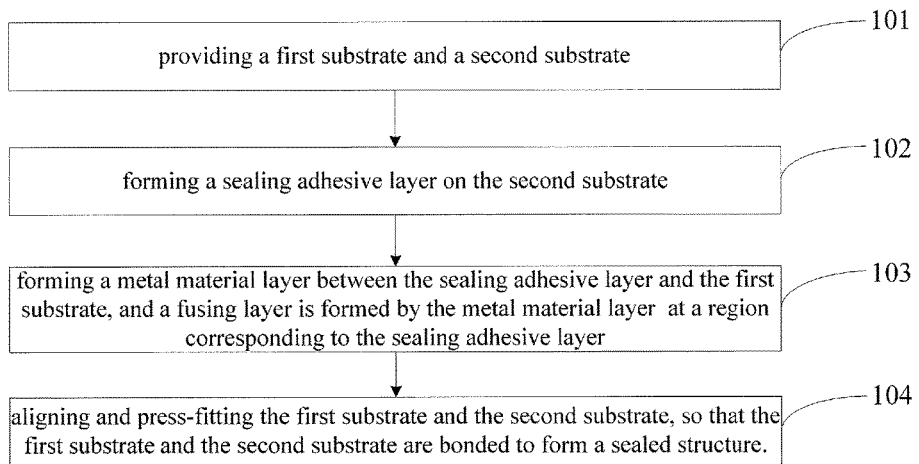 101
providing a first substrate and a second substrate
102
forming a sealing adhesive layer on the second substrate
103
forming a metal material layer between the sealing adhesive layer and the first
substrate, and a fusing layer is formed by the metal material layer at a region
corresponding to the sealing adhesive layer
104
aligning and press-fitting the first substrate and the second substrate, so that the
first substrate and the second substrate are bonded to form a sealed structure.